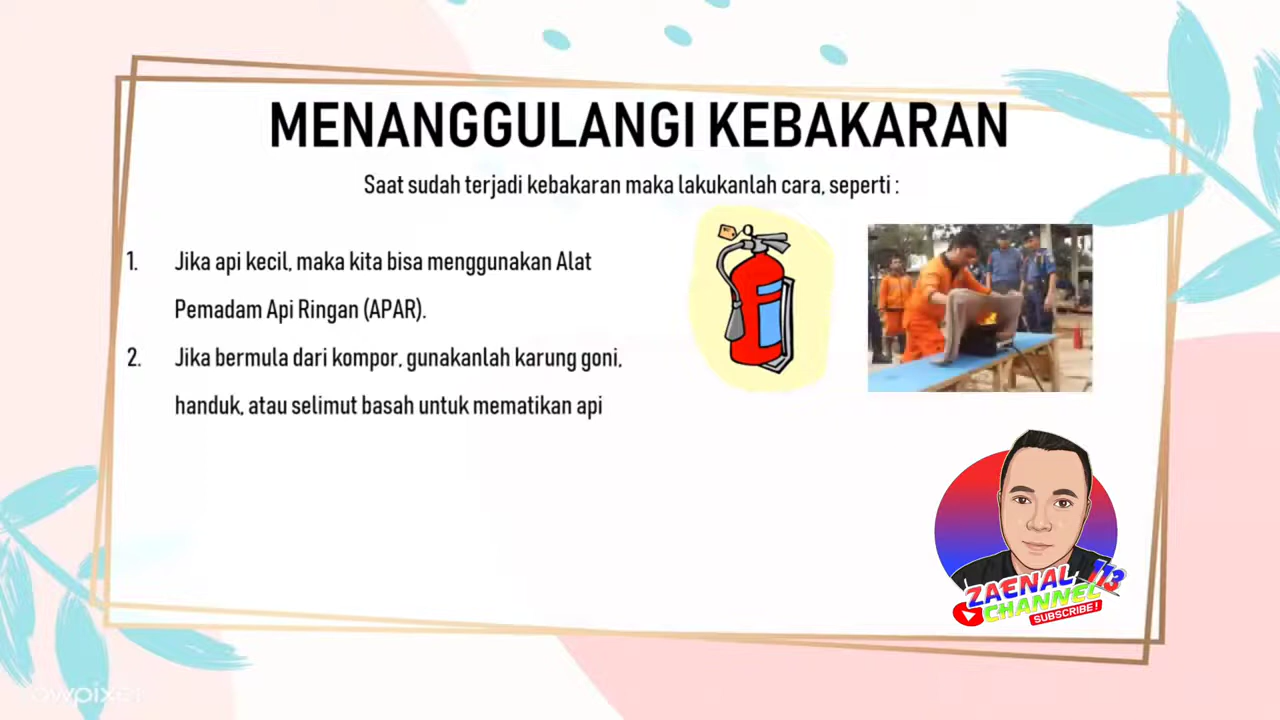 MENANGGULANGI KEBAKARAN
Saat sudah terjadi kebakaran maka lakukanlah cara, seperti :
1. Jika api kecil, maka kita bisa menggunakan Alat
Pemadam Api Ringan (APAR).
2. Jika bermula dari kompor, gunakanlah karung goni,
handuk, atau selimut basah untuk mematikan api
ZAENAL 113
CHANNEL
SUBSCRIBE!